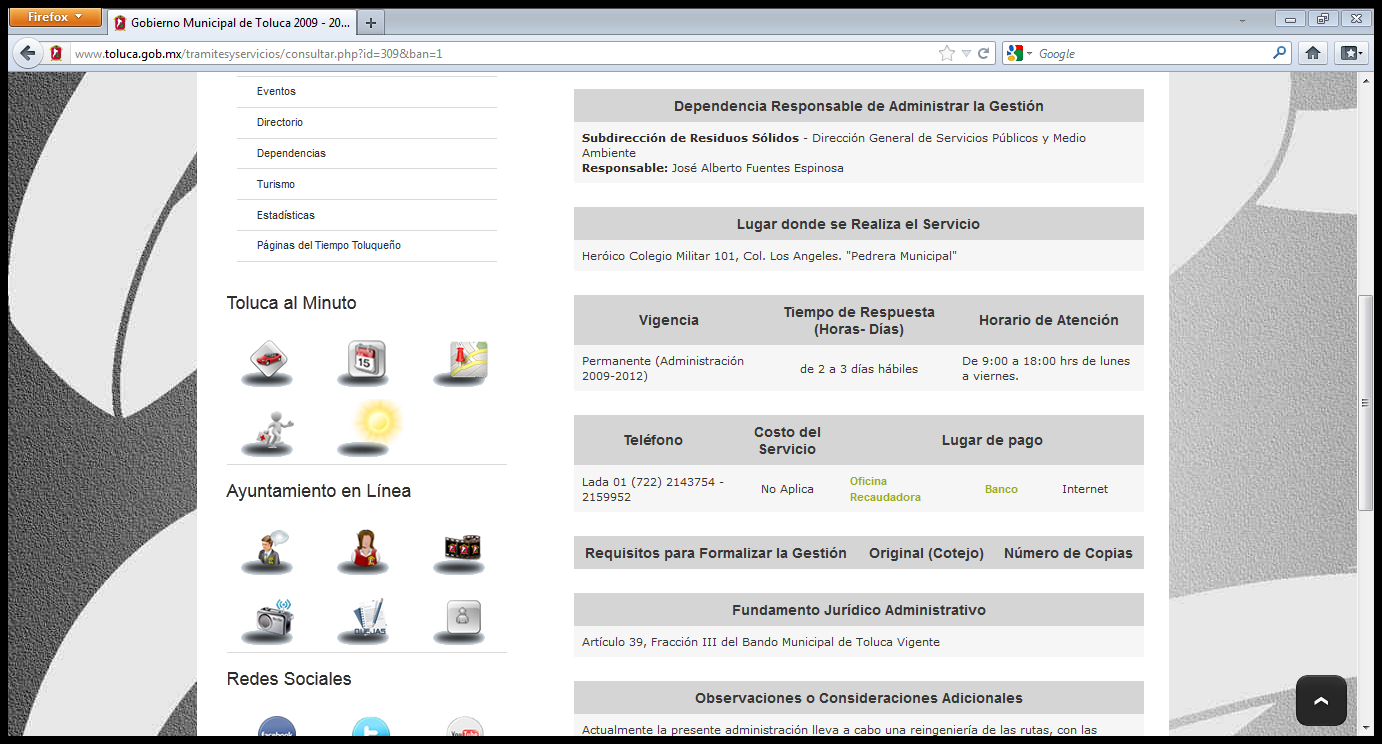 Firefox
Gobierno Municipal de Toluca 2009 - 20...
www.toluca.gob.mx/tramitesyservicios/consultar.php?id=309&ban=1
Google
Eventos
Directorio
Dependencias
Turismo
Estadísticas
Páginas del Tiempo Toluqueño
Toluca al Minuto
15
Ayuntamiento en Línea
QUEJAS
Redes Sociales
facebook
You Tube
Dependencia Responsable de Administrar la Gestión
Subdirección de Residuos Sólidos - Dirección General de Servicios Públicos y Medio
Ambiente
Responsable: José Alberto Fuentes Espinosa
Lugar donde se Realiza el Servicio
Heróico Colegio Militar 101, Col. Los Angeles. "Pedrera Municipal"
Vigencia
Tiempo de Respuesta
(Horas- Días)
Horario de Atención
Permanente (Administración
2009-2012)
de 2 a 3 días hábiles
De 9:00 a 18:00 hrs de lunes
a viernes.
Teléfono
Costo del
Servicio
Lugar de pago
Lada 01 (722) 2143754 -
2159952
No Aplica
Oficina
Recaudadora
Banco
Internet
Requisitos para Formalizar la Gestión
Original (Cotejo)
Número de Copias
Fundamento Jurídico Administrativo
Artículo 39, Fracción III del Bando Municipal de Toluca Vigente
Observaciones o Consideraciones Adicionales
Actualmente la presente administración lleva a cabo una reingeniería de las rutas, con las